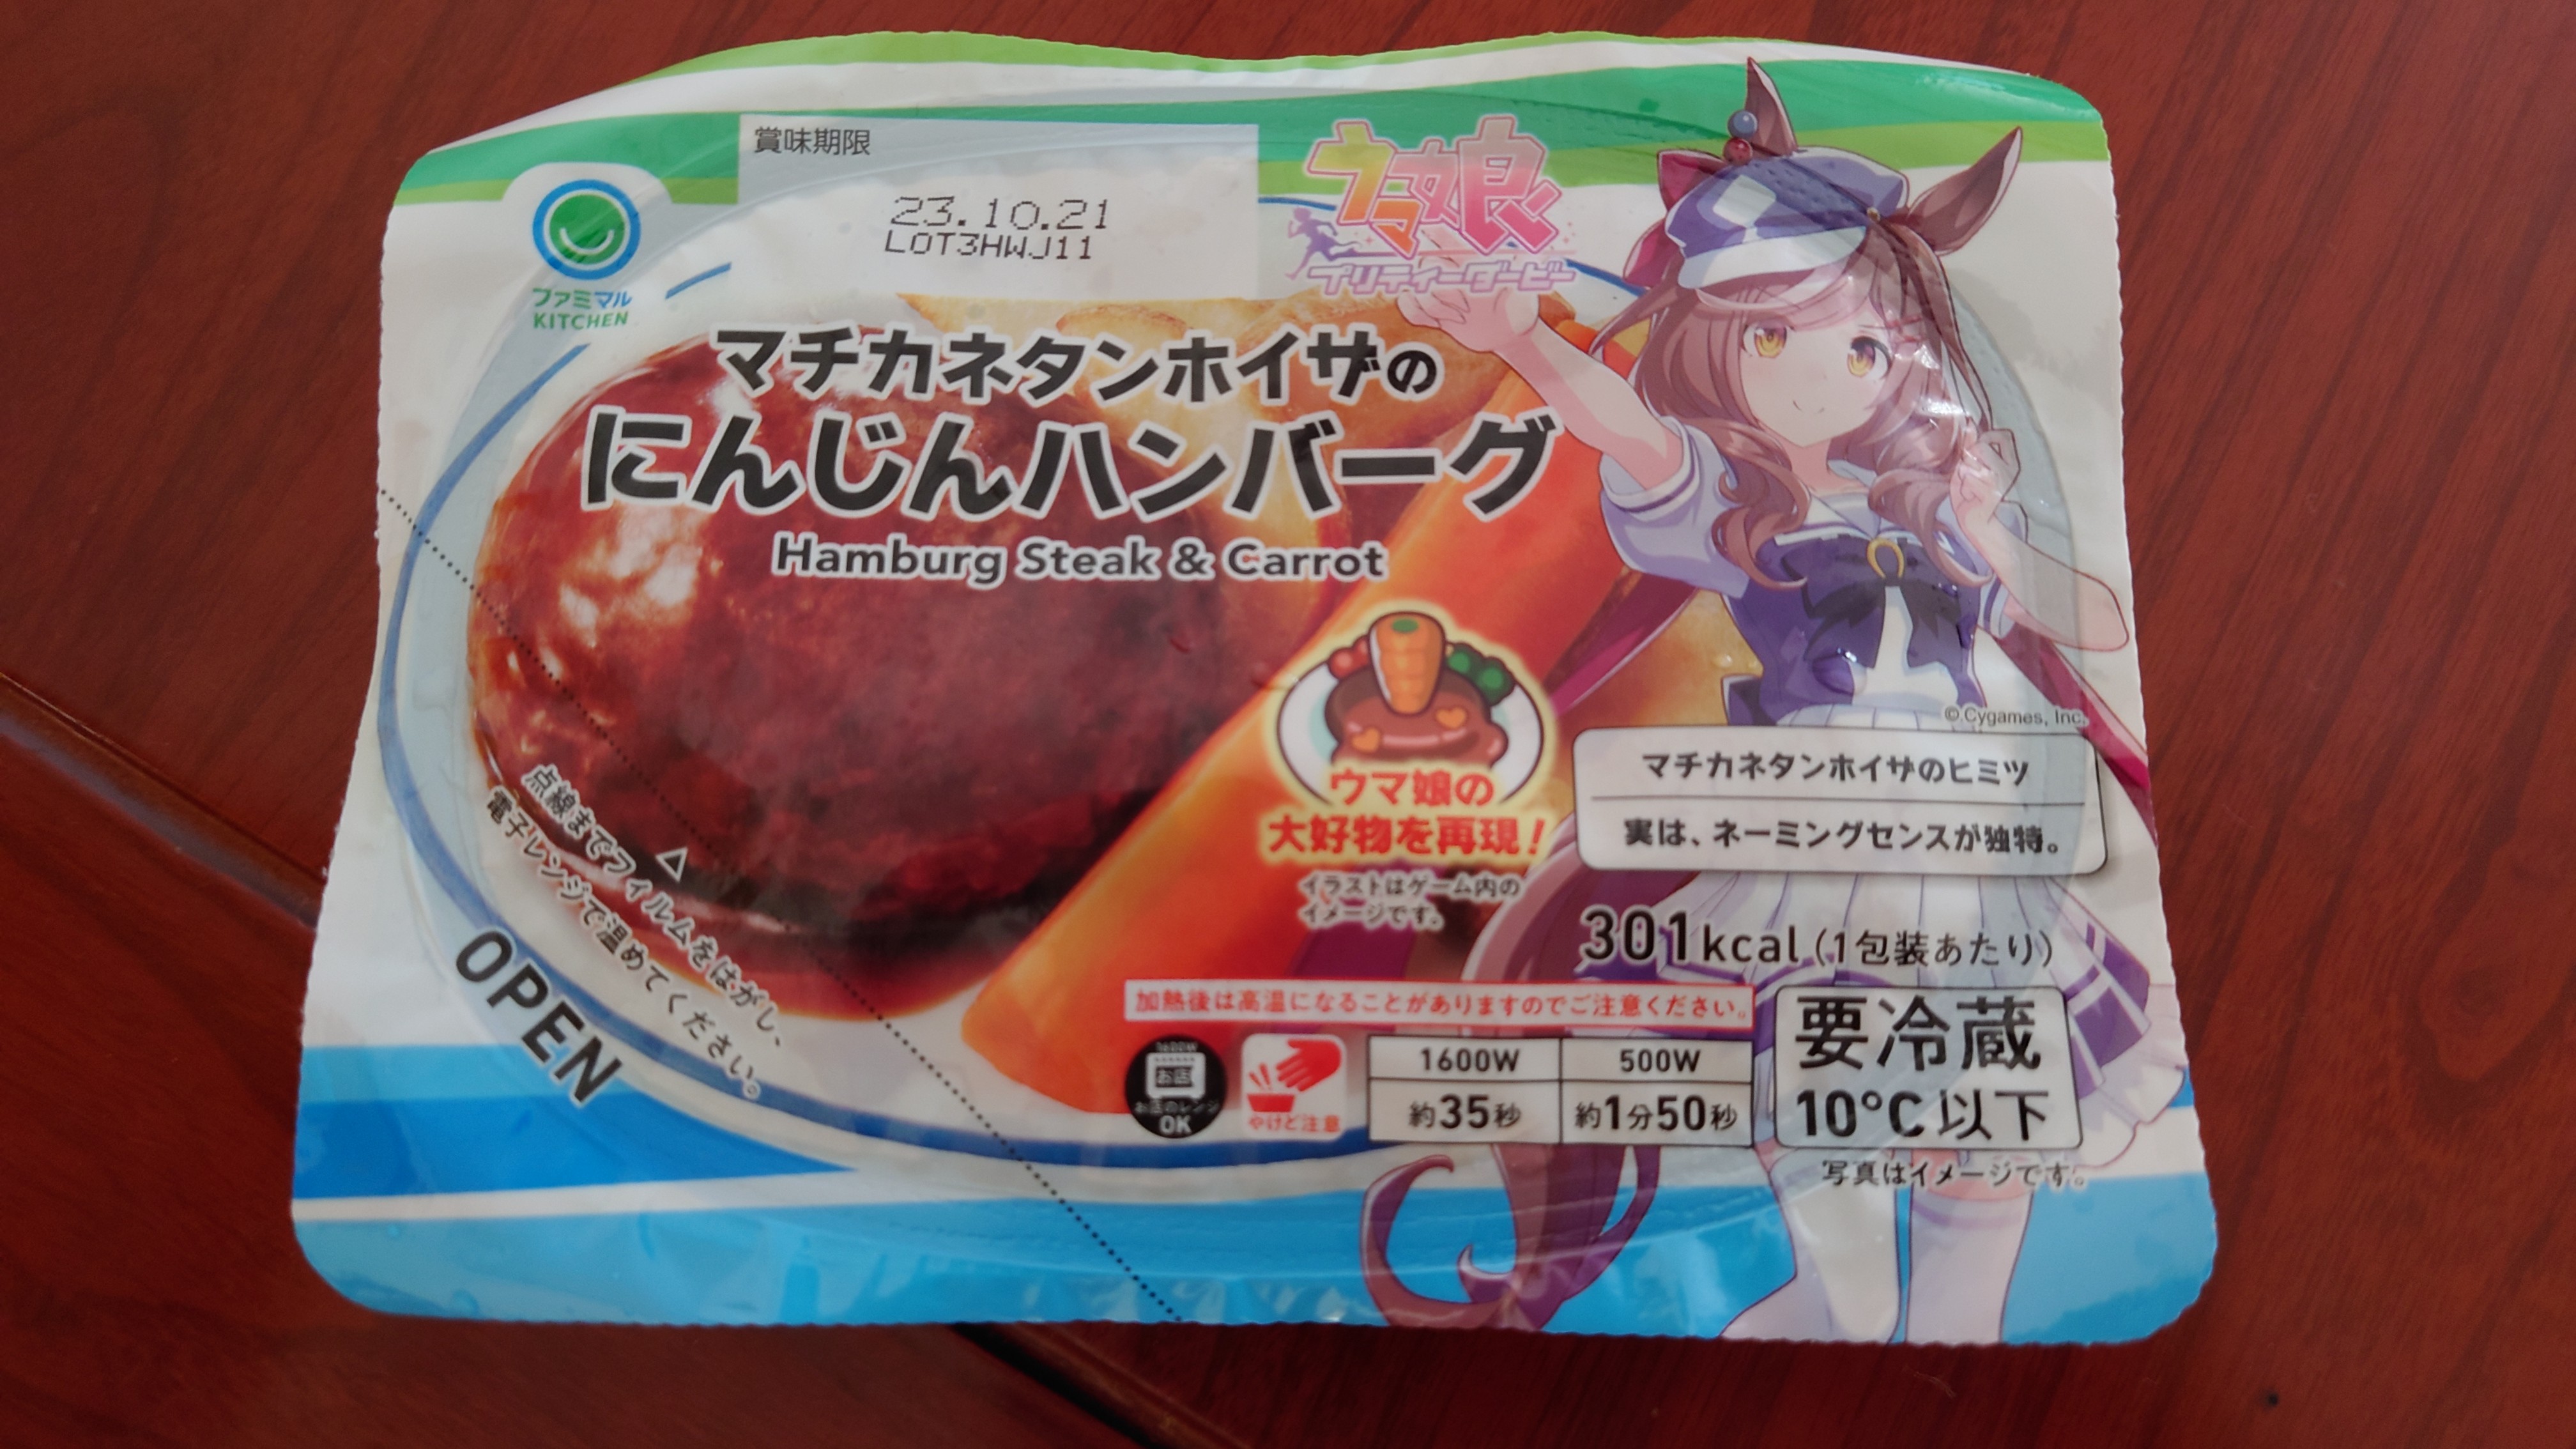 賞味期限
23.10.21
LOT3HWJ11
ファミマル
KITCHEN
ウマ娘
プリティーダービー
マチカネタンホイザの
にんじんハンバーグ
Hamburg Steak & Carrot
ウマ娘の
大好物を再現!
イラストはゲーム内の
イメージです。
© Cygames, Inc.
マチカネタンホイザのヒミツ
実は、ネーミングセンスが独特。
301kcal(1包装あたり)
点線までフィルムをはがし、
電子レンジで温めてください。
OPEN
加熱後は高温になることがありますのでご注意ください。
1600W
お店
お店のレンジ
OK
やけど注意
1600W 500W
約35秒 約1分50秒
要冷蔵
10°C以下
写真はイメージです。